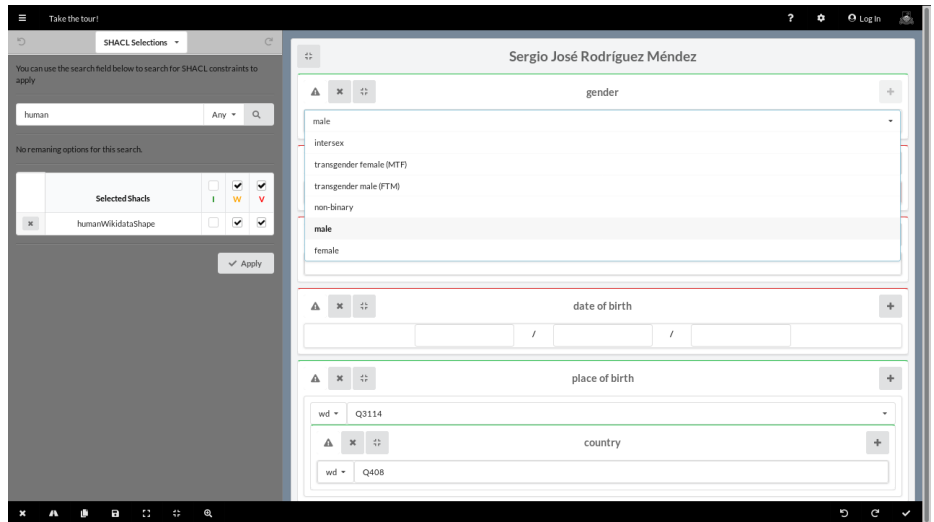 Take the tour!
? Log In
SHACL Selections
You can use the search field below to search for SHACL constraints to
apply
human Any
No remaning options for this search.
Selected Shacls I W V
humanWikidataShape
Apply
Sergio José Rodríguez Méndez
gender
male
intersex
transgender female (MTF)
transgender male (FTM)
non-binary
male
female
date of birth
/ /
place of birth
wd Q3114
country
wd Q408